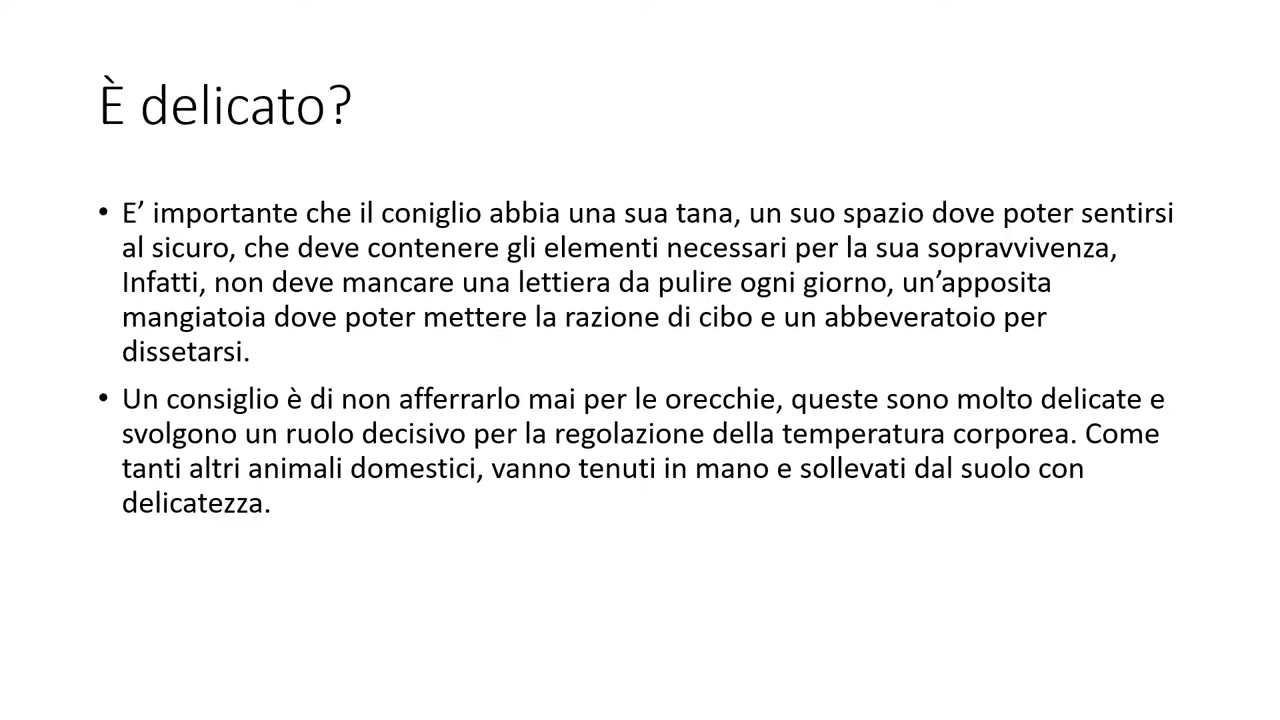 È delicato?
• E’ importante che il coniglio abbia una sua tana, un suo spazio dove poter sentirsi
al sicuro, che deve contenere gli elementi necessari per la sua sopravvivenza,
Infatti, non deve mancare una lettiera da pulire ogni giorno, un’apposita
mangiatoia dove poter mettere la razione di cibo e un abbeveratoio per
dissetarsi.
• Un consiglio è di non afferrarlo mai per le orecchie, queste sono molto delicate e
svolgono un ruolo decisivo per la regolazione della temperatura corporea. Come
tanti altri animali domestici, vanno tenuti in mano e sollevati dal suolo con
delicatezza.